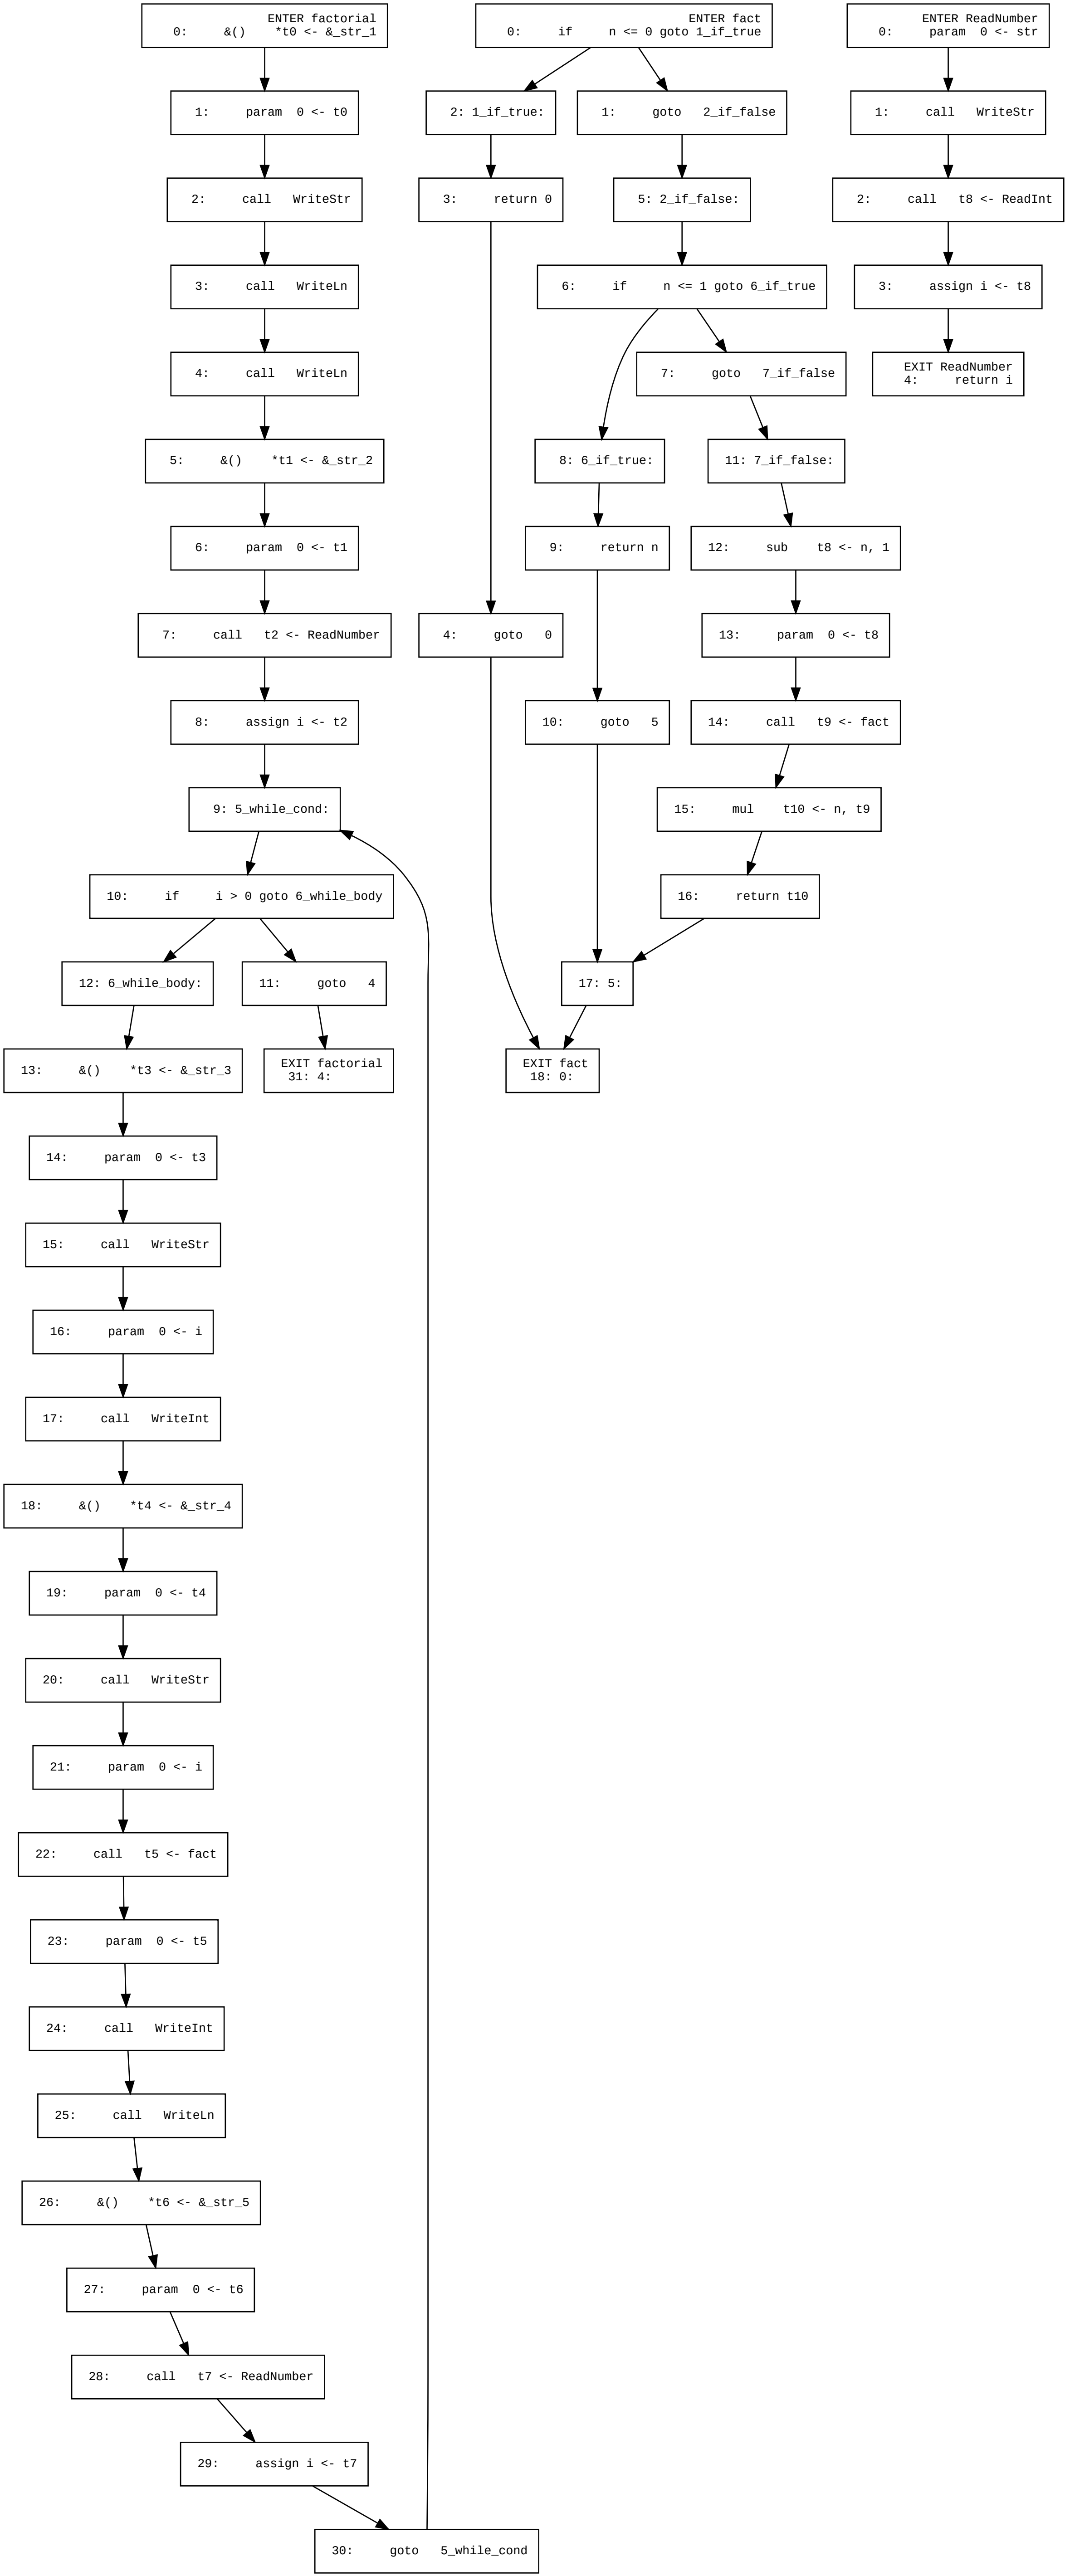 ENTER factorial
0:     &()    *t0 <- &_str_1
1:     param  0 <- t0
2:     call   WriteStr
3:     call   WriteLn
4:     call   WriteLn
5:     &()    *t1 <- &_str_2
6:     param  0 <- t1
7:     call   t2 <- ReadNumber
8:     assign i <- t2
9: 5_while_cond:
10:     if     i > 0 goto 6_while_body
12: 6_while_body:
11:     goto   4
EXIT factorial
31: 4:
13:     &()    *t3 <- &_str_3
14:     param  0 <- t3
15:     call   WriteStr
16:     param  0 <- i
17:     call   WriteInt
18:     &()    *t4 <- &_str_4
19:     param  0 <- t4
20:     call   WriteStr
21:     param  0 <- i
22:     call   t5 <- fact
23:     param  0 <- t5
24:     call   WriteInt
25:     call   WriteLn
26:     &()    *t6 <- &_str_5
27:     param  0 <- t6
28:     call   t7 <- ReadNumber
29:     assign i <- t7
30:     goto   5_while_cond
ENTER fact
0:     if     n <= 0 goto 1_if_true
2: 1_if_true:
1:     goto   2_if_false
3:     return 0
5: 2_if_false:
6:     if     n <= 1 goto 6_if_true
7:     goto   7_if_false
8: 6_if_true:
11: 7_if_false:
9:     return n
12:     sub    t8 <- n, 1
4:     goto   0
13:     param  0 <- t8
10:     goto   5
14:     call   t9 <- fact
15:     mul    t10 <- n, t9
16:     return t10
17: 5:
EXIT fact
18: 0:
ENTER ReadNumber
0:     param  0 <- str
1:     call   WriteStr
2:     call   t8 <- ReadInt
3:     assign i <- t8
EXIT ReadNumber
4:     return i